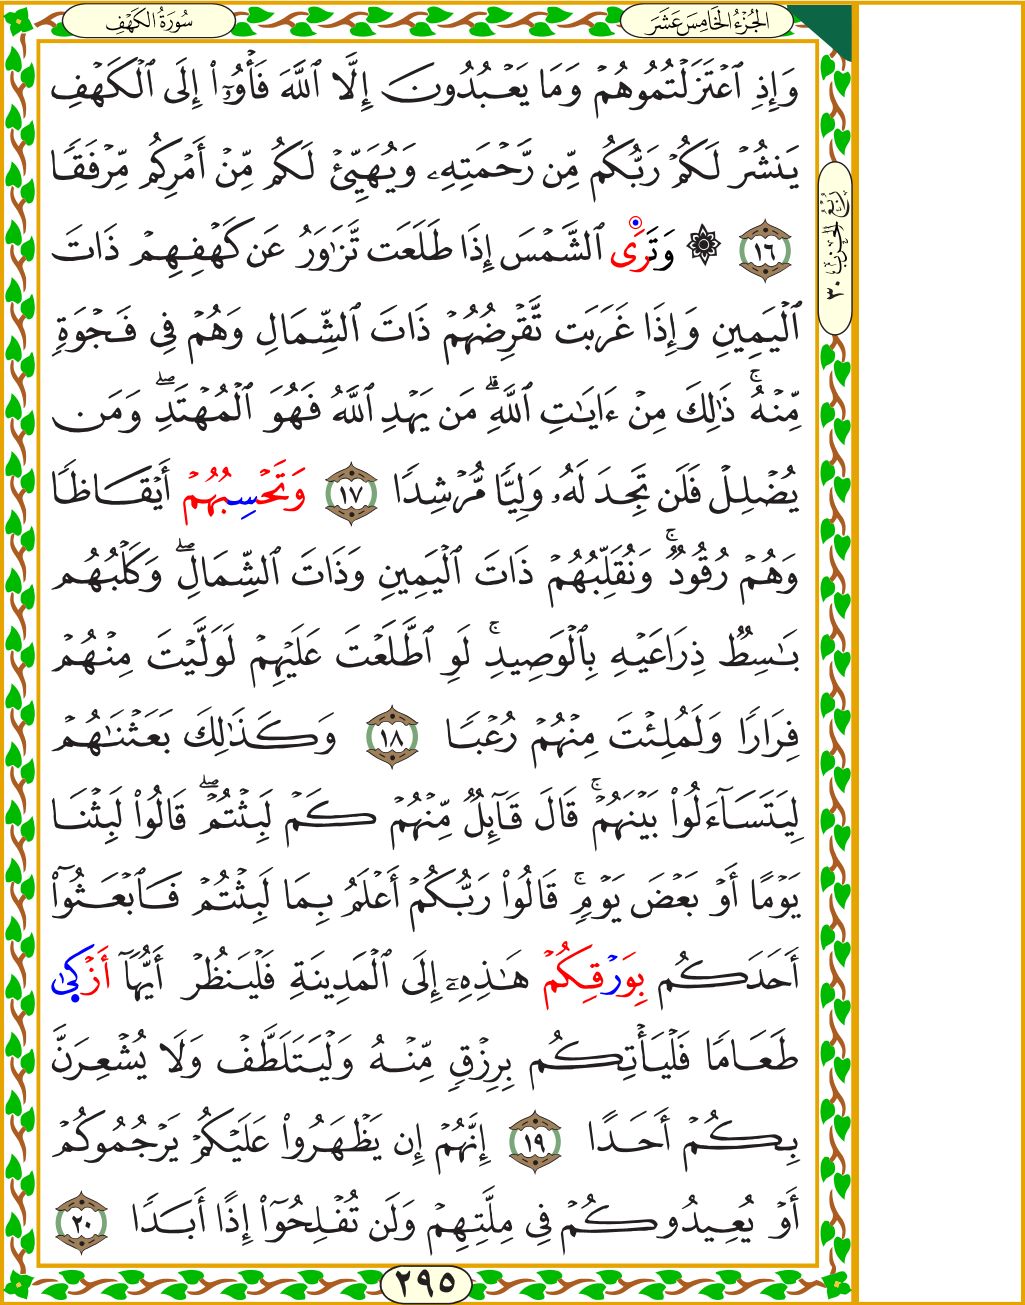 سُورَةُ الكَهْفِ
الجُزْءُ الخَامِسَ عَشَرَ
وَإِذِ ٱعۡتَزَلۡتُمُوهُمۡ وَمَا يَعۡبُدُونَ إِلَّا ٱللَّهَ فَأۡوُۥٓاْ إِلَى ٱلۡكَهۡفِ
يَنشُرۡ لَكُمۡ رَبُّكُم مِّن رَّحۡمَتِهِۦ وَيُهَيِّئۡ لَكُم مِّنۡ أَمۡرِكُم مِّرۡفَقٗا
١٦ ۞ وَتَرَى ٱلشَّمۡسَ إِذَا طَلَعَت تَّزَٰوَرُ عَن كَهۡفِهِمۡ ذَاتَ
ٱلۡيَمِينِ وَإِذَا غَرَبَت تَّقۡرِضُهُمۡ ذَاتَ ٱلشِّمَالِ وَهُمۡ فِي فَجۡوَةٖ
مِّنۡهُۚ ذَٰلِكَ مِنۡ ءَايَٰتِ ٱللَّهِۗ مَن يَهۡدِ ٱللَّهُ فَهُوَ ٱلۡمُهۡتَدِۖ وَمَن
يُضۡلِلۡ فَلَن تَجِدَ لَهُۥ وَلِيّٗا مُّرۡشِدٗا ١٧ وَتَحۡسِبُهُمۡ أَيۡقَاظٗا
وَهُمۡ رُقُودٞۚ وَنُقَلِّبُهُمۡ ذَاتَ ٱلۡيَمِينِ وَذَاتَ ٱلشِّمَالِۖ وَكَلۡبُهُم
بَٰسِطٞ ذِرَاعَيۡهِ بِٱلۡوَصِيدِۚ لَوِ ٱطَّلَعۡتَ عَلَيۡهِمۡ لَوَلَّيۡتَ مِنۡهُمۡ
فِرَارٗا وَلَمُلِئۡتَ مِنۡهُمۡ رُعۡبٗا ١٨ وَكَذَٰلِكَ بَعَثۡنَٰهُمۡ
لِيَتَسَآءَلُواْ بَيۡنَهُمۡۚ قَالَ قَآئِلٞ مِّنۡهُمۡ كَمۡ لَبِثۡتُمۡۖ قَالُواْ لَبِثۡنَا
يَوۡمًا أَوۡ بَعۡضَ يَوۡمٖۚ قَالُواْ رَبُّكُمۡ أَعۡلَمُ بِمَا لَبِثۡتُمۡ فَٱبۡعَثُوٓاْ
أَحَدَكُم بِوَرۡقِكُمۡ هَٰذِهِۦٓ إِلَى ٱلۡمَدِينَةِ فَلۡيَنظُرۡ أَيُّهَآ أَزۡكَىٰ
طَعَامٗا فَلۡيَأۡتِكُم بِرِزۡقٖ مِّنۡهُ وَلۡيَتَلَطَّفۡ وَلَا يُشۡعِرَنَّ
بِكُمۡ أَحَدًا ١٩ إِنَّهُمۡ إِن يَظۡهَرُواْ عَلَيۡكُمۡ يَرۡجُمُوكُمۡ
أَوۡ يُعِيدُوكُمۡ فِي مِلَّتِهِمۡ وَلَن تُفۡلِحُوٓاْ إِذًا أَبَدٗا ٢٠
رُبْعُ الحِزْبِ ٣٠
٢٩٥